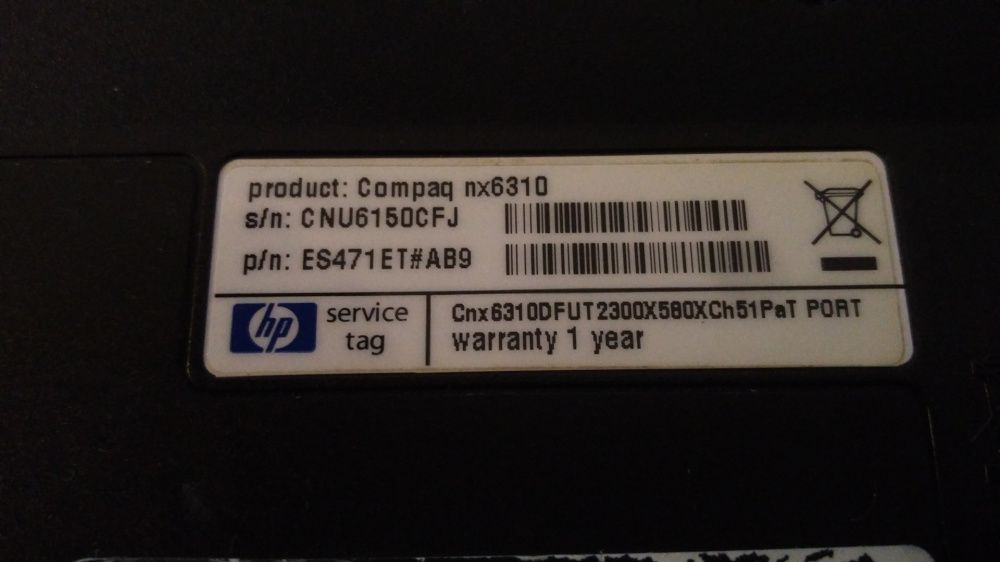 product: Compaq nx6310
s/n: CNU6150CFJ
p/n: ES471ET#AB9
hp
service
tag
Cnx6310DFUT2300X580XCh51PaT PORT
warranty 1 year